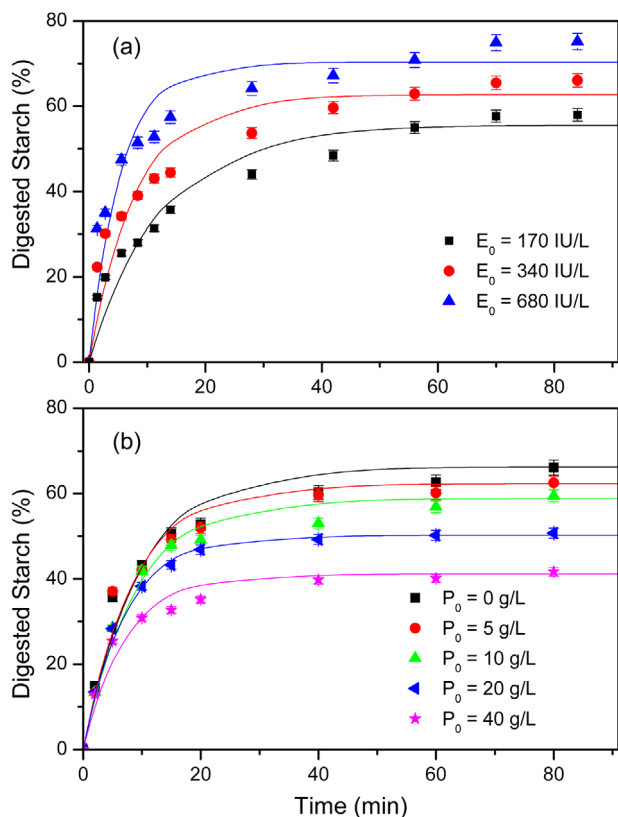 80
(a)
60
40
20
0
Digested Starch (%)
E₀ = 170 IU/L
E₀ = 340 IU/L
E₀ = 680 IU/L
0 20 40 60 80
80
(b)
60
40
20
0
Digested Starch (%)
P₀ = 0 g/L
P₀ = 5 g/L
P₀ = 10 g/L
P₀ = 20 g/L
P₀ = 40 g/L
0 20 40 60 80
Time (min)